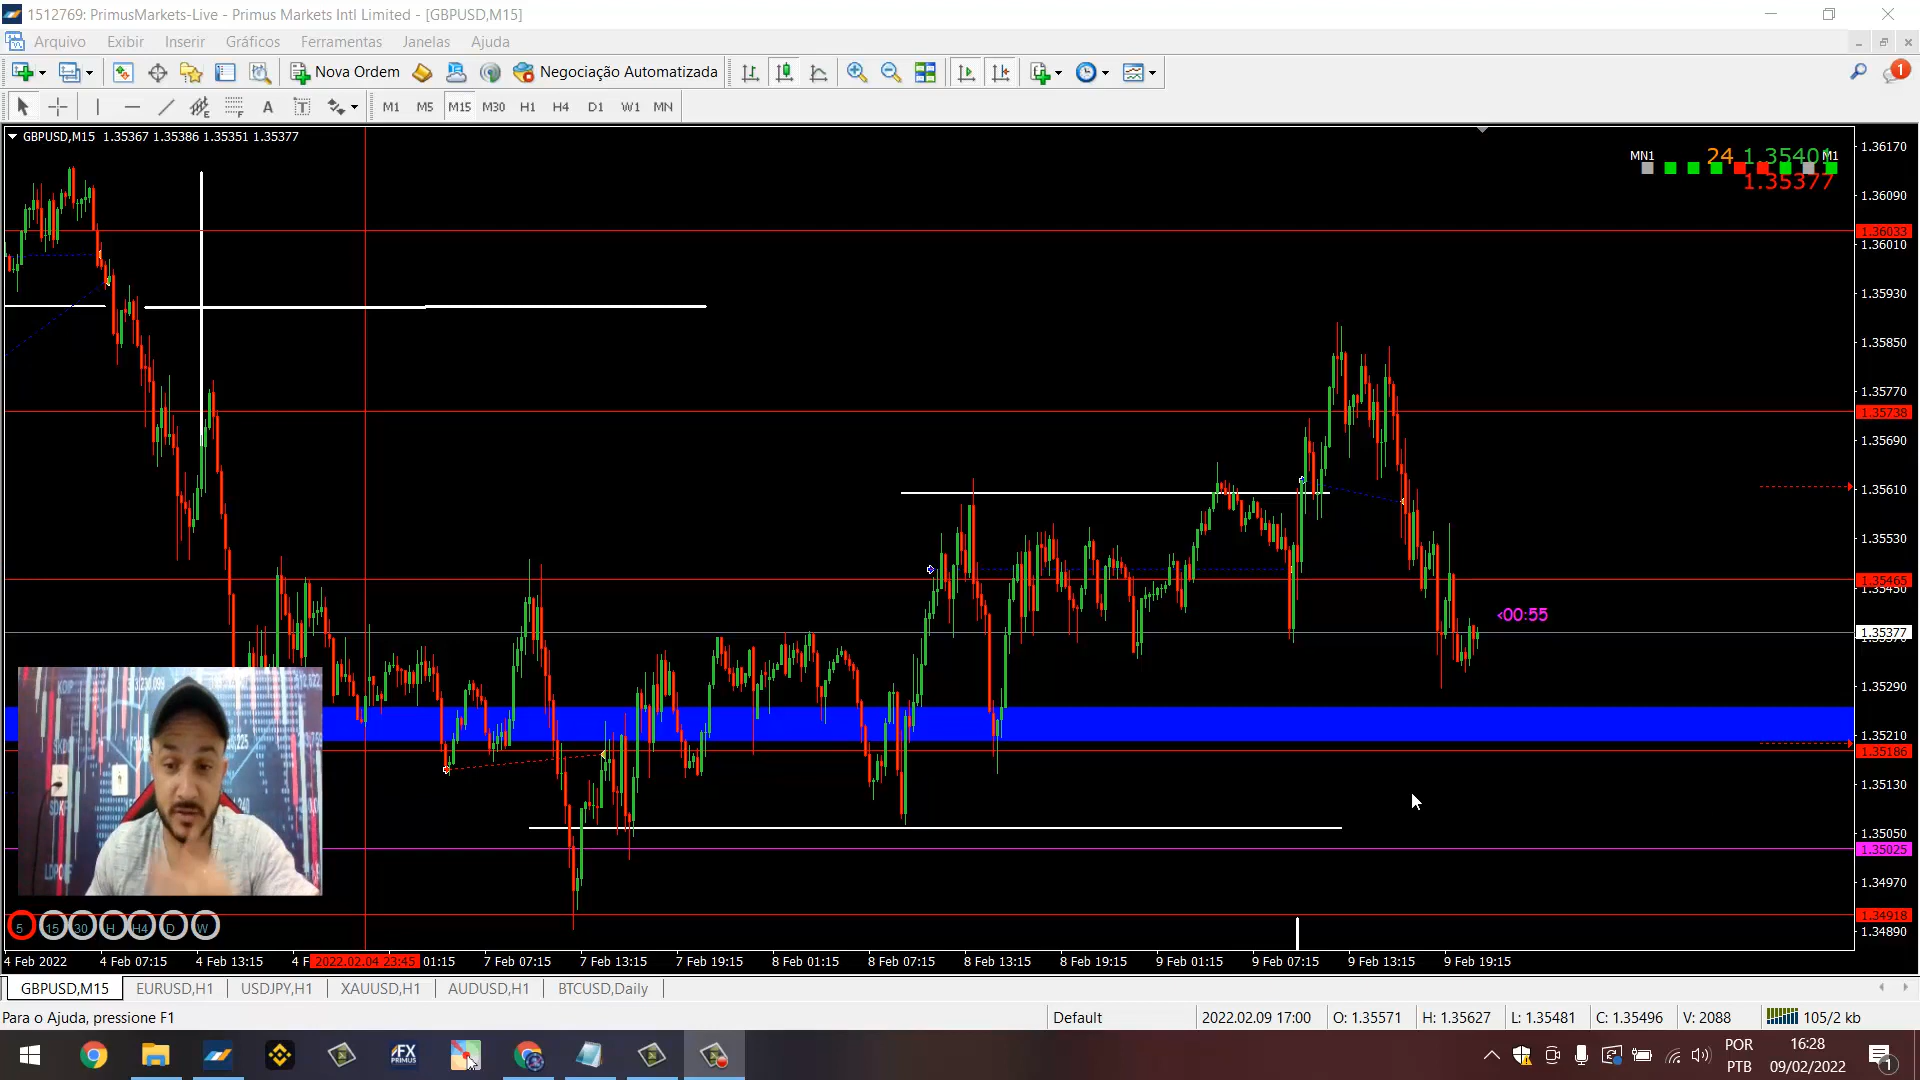 1512769: PrimusMarkets-Live - Primus Markets Intl Limited - [GBPUSD,M15]
Arquivo Exibir Inserir Gráficos Ferramentas Janelas Ajuda
Nova Ordem Negociação Automatizada 1
A T M1 M5 M15 M30 H1 H4 D1 W1 MN
GBPUSD,M15 1.35367 1.35386 1.35351 1.35377
MN1 24 1.35401 M1
1.35377
1.36170
1.36090
1.36033
1.36010
1.35930
1.35850
1.35770
1.35738
1.35690
1.35610
1.35530
1.35465
1.35450
<00:55
1.35377
1.35290
1.35210
1.35186
1.35130
1.35050
1.35025
1.34970
1.34918
1.34890
5 15 30 H H4 D W
4 Feb 2022 4 Feb 07:15 4 Feb 13:15 4 F 2022.02.04 23:45 01:15 7 Feb 07:15 7 Feb 13:15 7 Feb 19:15 8 Feb 01:15 8 Feb 07:15 8 Feb 13:15 8 Feb 19:15 9 Feb 01:15 9 Feb 07:15 9 Feb 13:15 9 Feb 19:15
GBPUSD,M15 EURUSD,H1 USDJPY,H1 XAUUSD,H1 AUDUSD,H1 BTCUSD,Daily
Para o Ajuda, pressione F1 Default 2022.02.09 17:00 O: 1.35571 H: 1.35627 L: 1.35481 C: 1.35496 V: 2088 105/2 kb
FX
PRIMUS
POR
PTB
16:28
09/02/2022
1